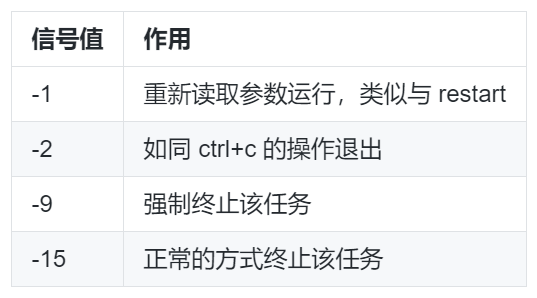 信号值 作用
-1 重新读取参数运行，类似与 restart
-2 如同 ctrl+c 的操作退出
-9 强制终止该任务
-15 正常的方式终止该任务